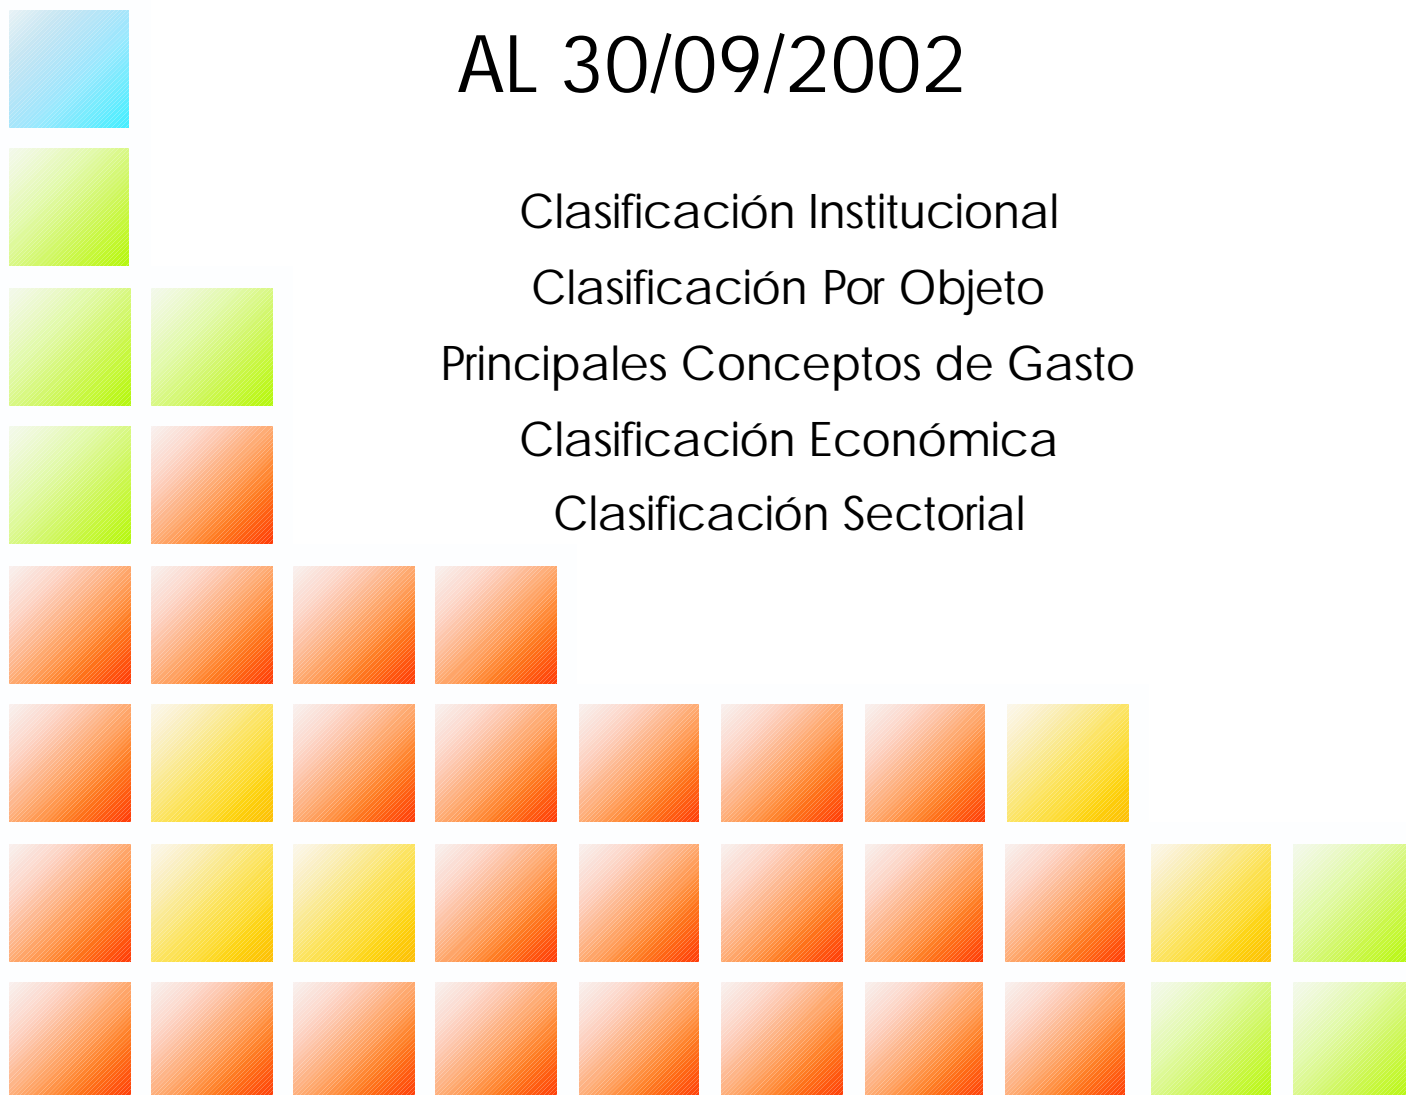 AL 30/09/2002
Clasificación Institucional
Clasificación Por Objeto
Principales Conceptos de Gasto
Clasificación Económica
Clasificación Sectorial